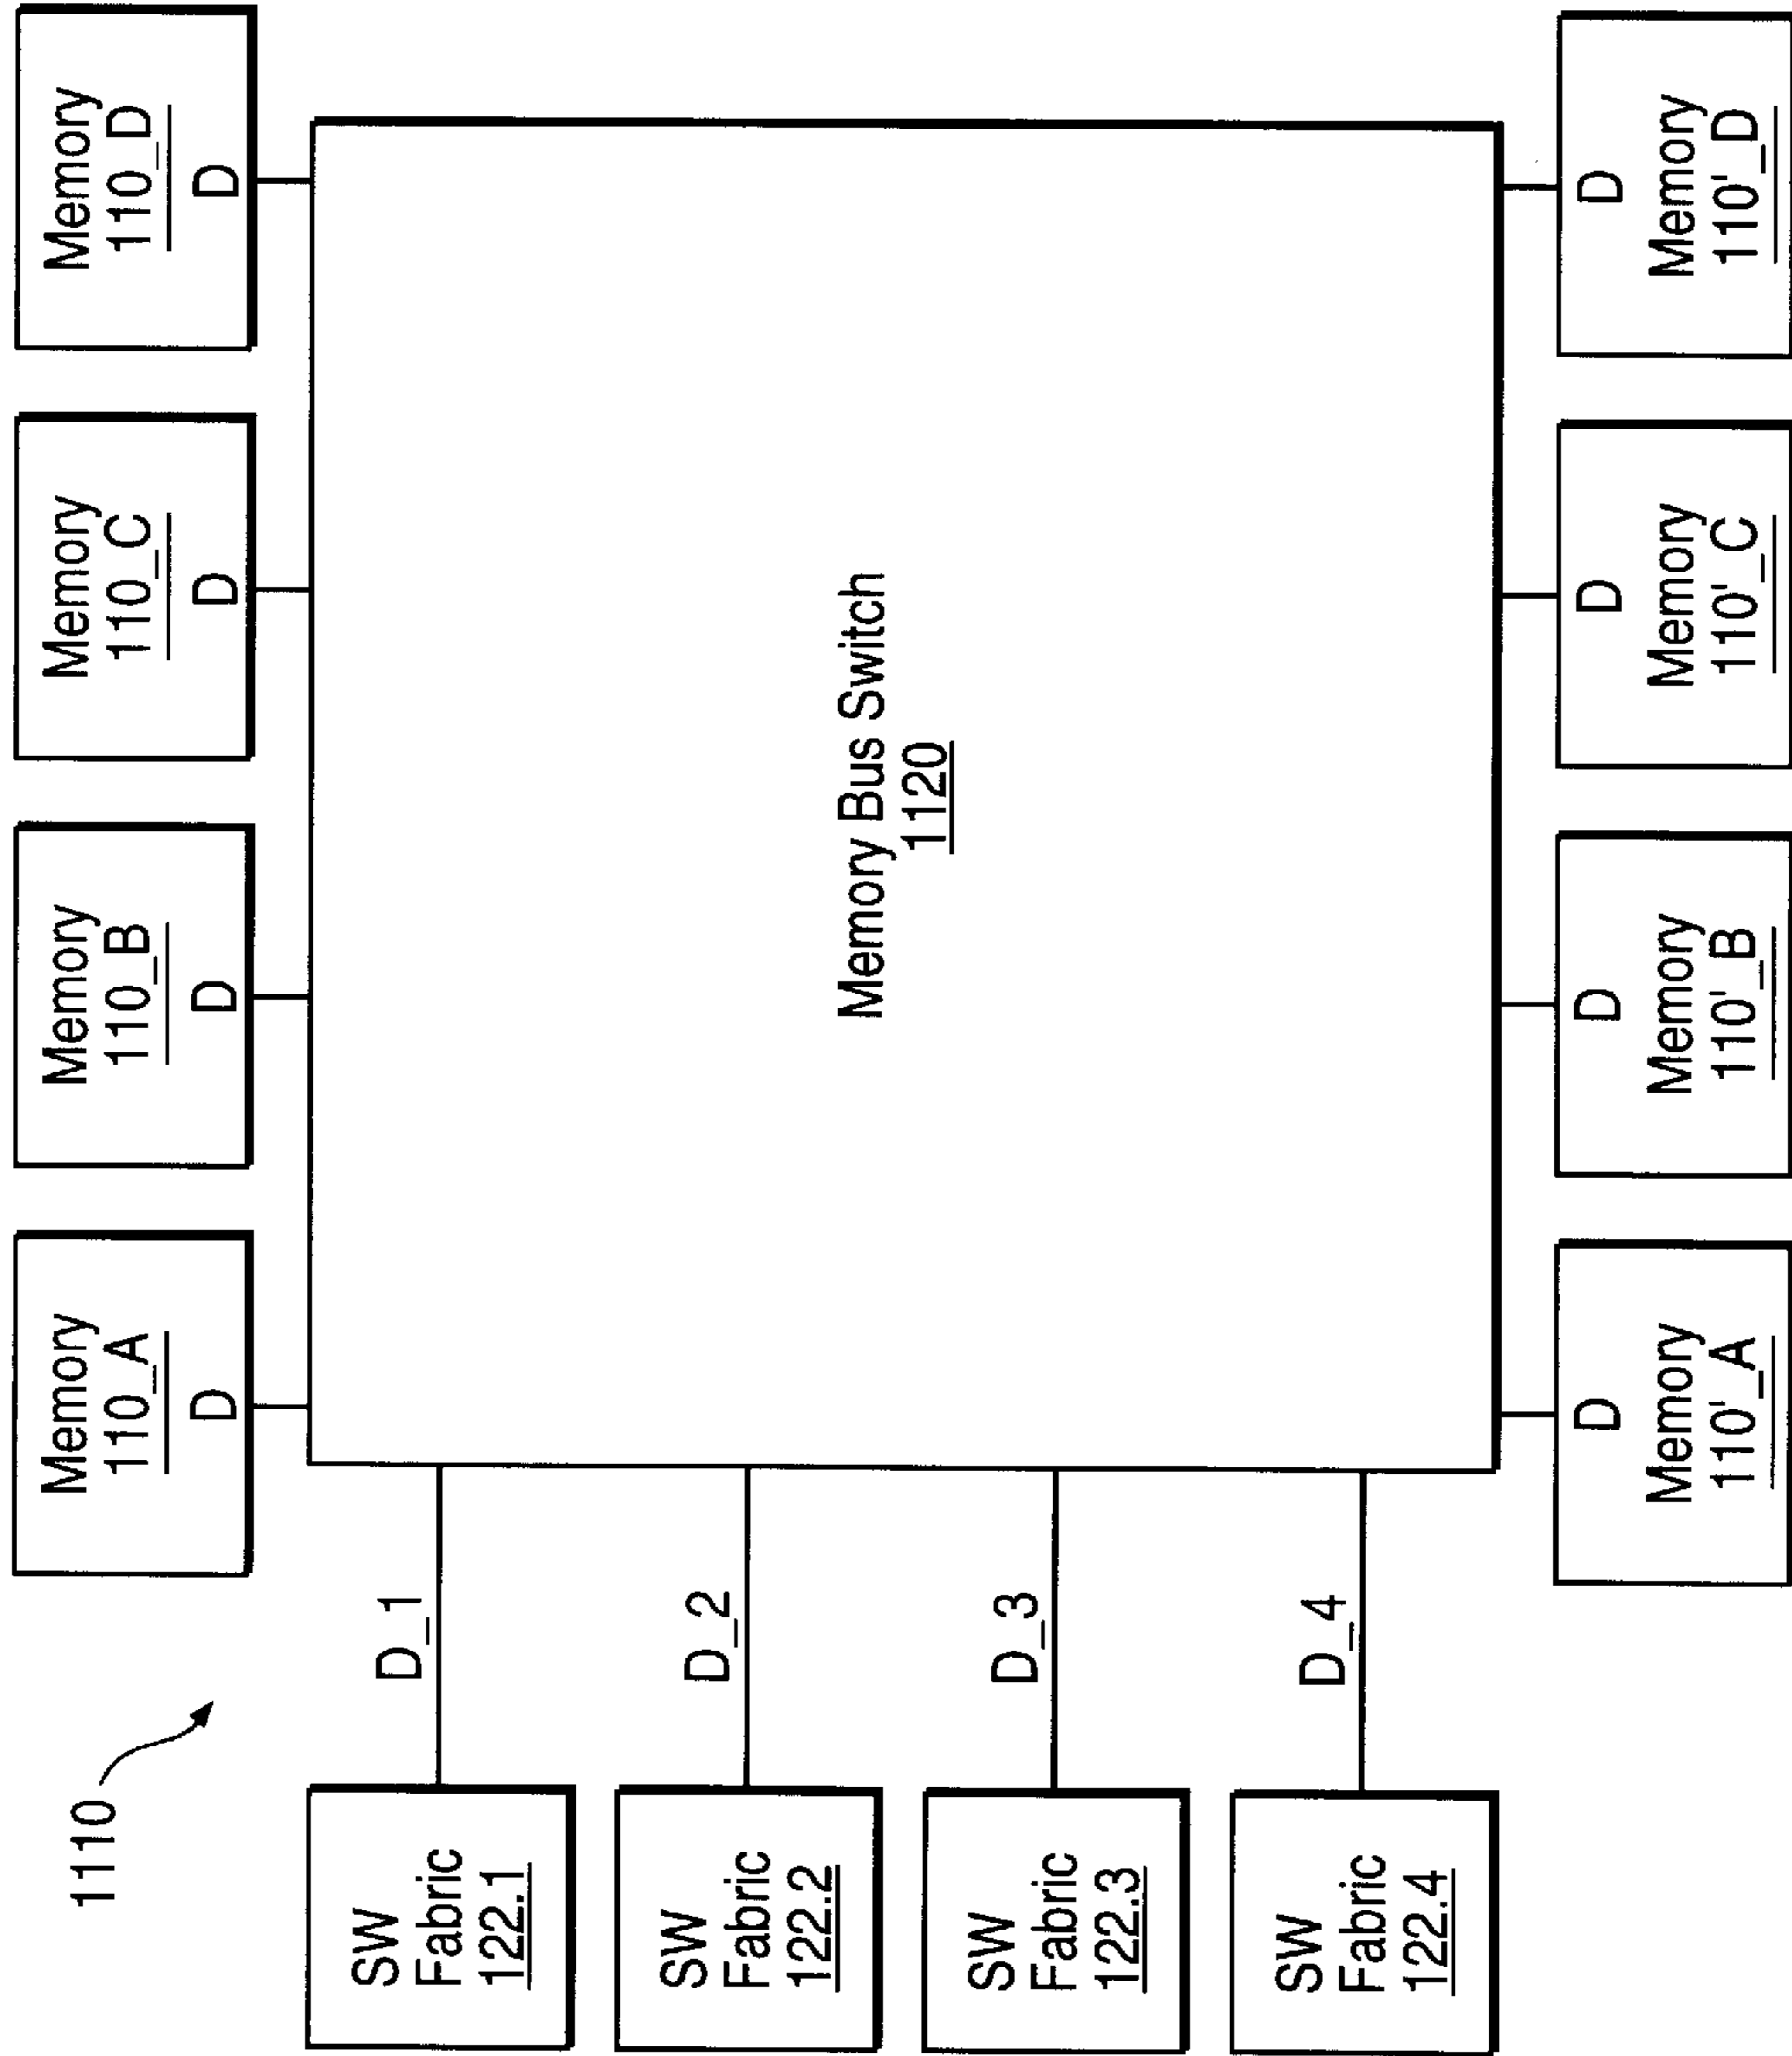 1110
Memory
110_A
D
Memory
110_B
D
Memory
110_C
D
Memory
110_D
D
SW
Fabric
122.1
D_1
SW
Fabric
122.2
D_2
SW
Fabric
122.3
D_3
SW
Fabric
122.4
D_4
Memory Bus Switch
1120
D
Memory
110'_A
D
Memory
110'_B
D
Memory
110'_C
D
Memory
110'_D